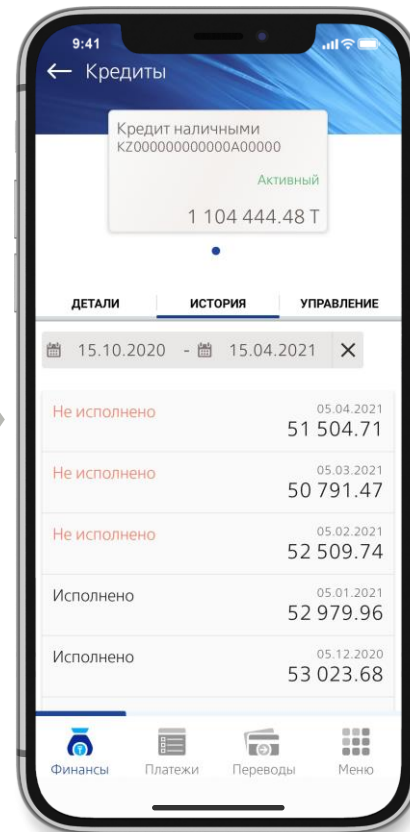 9:41
← Кредиты
Кредит наличными
KZ000000000000A00000
Активный
1 104 444.48 T
ДЕТАЛИ ИСТОРИЯ УПРАВЛЕНИЕ
15.10.2020 - 15.04.2021 X
05.04.2021
Не исполнено
51 504.71
05.03.2021
Не исполнено
50 791.47
05.02.2021
Не исполнено
52 509.74
05.01.2021
Исполнено
52 979.96
05.12.2020
Исполнено
53 023.68
Финансы Платежи Переводы Меню